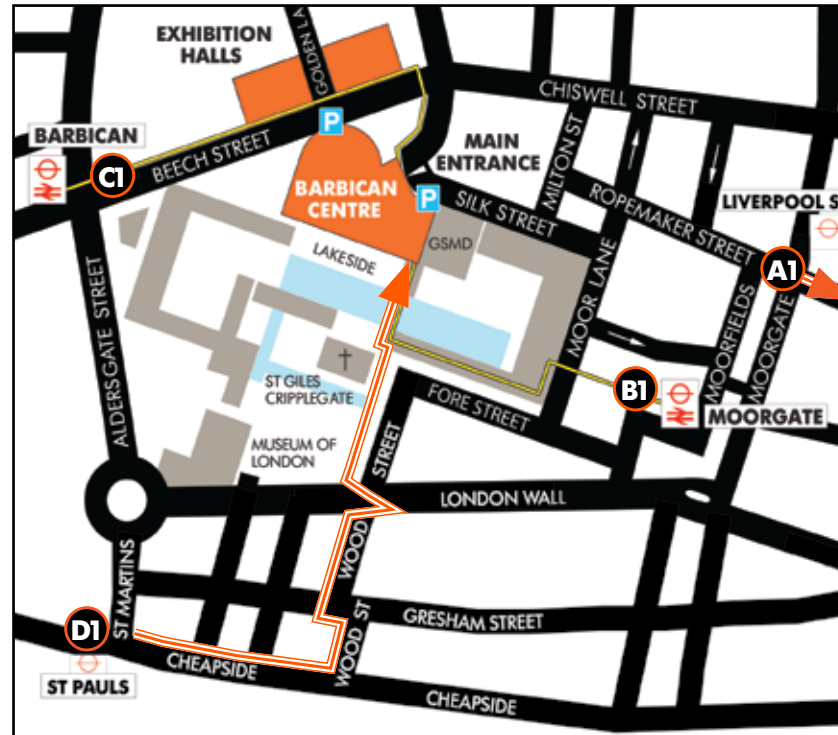 EXHIBITION
HALLS
GOLDEN LA
CHISWELL STREET
BARBICAN
C1
BEECH STREET
P
MAIN
ENTRANCE
MILTON ST
BARBICAN
CENTRE
P
SILK STREET
ROPEMAKER STREET
LIVERPOOL S
GSMD
LAKESIDE
A1
ALDERSGATE STREET
MOOR LANE
MOORFIELDS
MOORGATE
ST GILES
CRIPPLEGATE
B1
MOORGATE
FORE STREET
MUSEUM OF
LONDON
WOOD STREET
LONDON WALL
ST MARTINS
D1
WOOD ST
GRESHAM STREET
CHEAPSIDE
ST PAULS
CHEAPSIDE